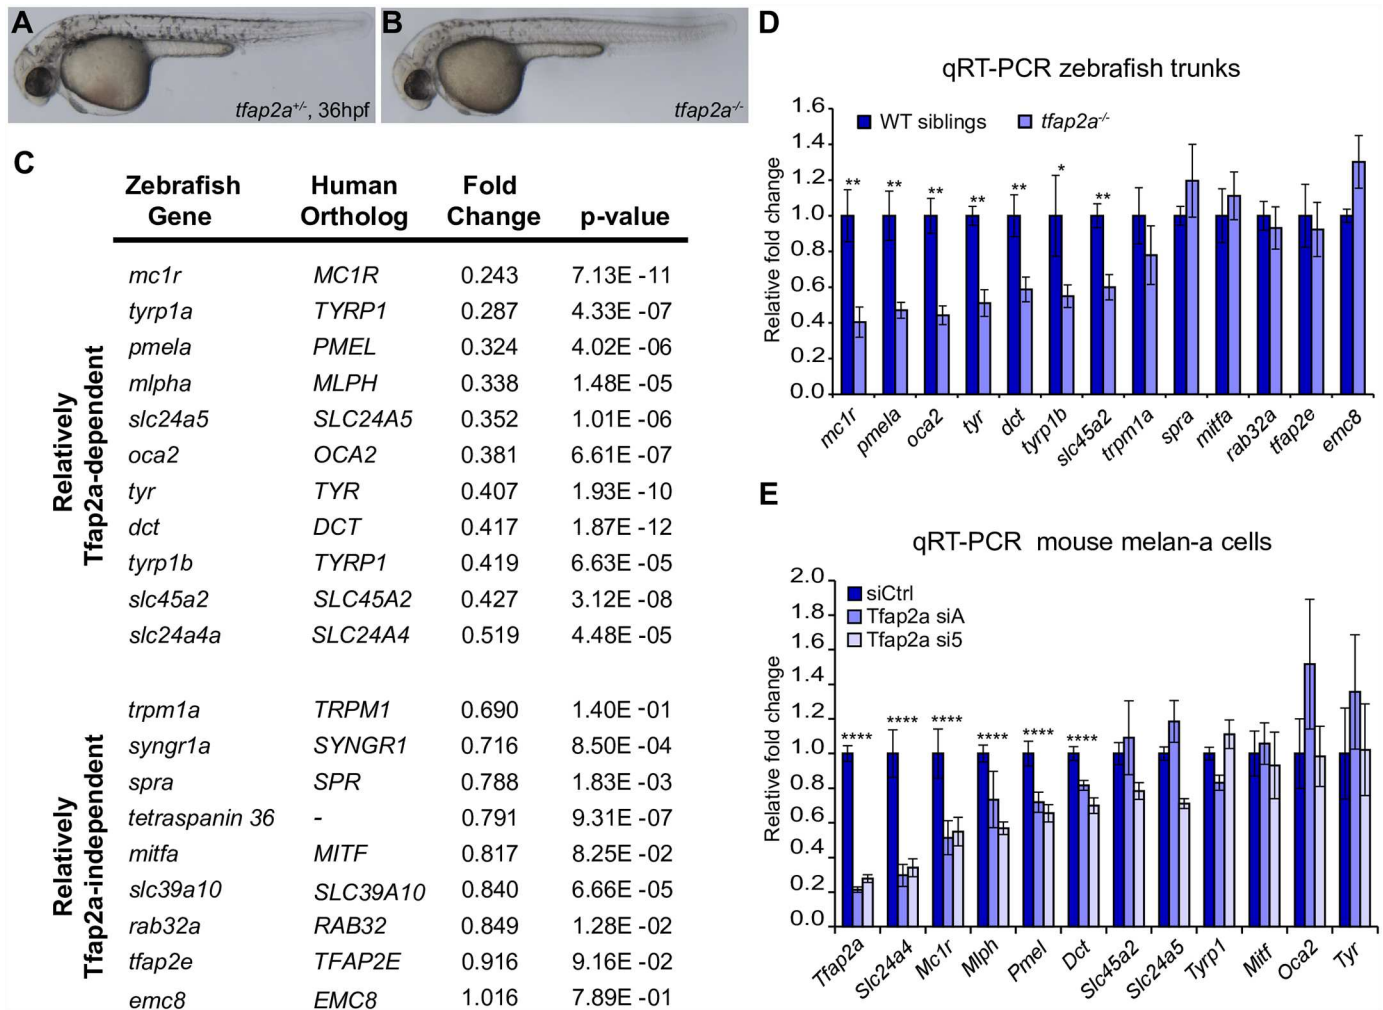 A
tfap2a+/-, 36hpf
B
tfap2a-/-
C
Zebrafish Gene Human Ortholog Fold Change p-value
Relatively Tfap2a-dependent
mc1r MC1R 0.243 7.13E -11
tyrp1a TYRP1 0.287 4.33E -07
pmela PMEL 0.324 4.02E -06
mlpha MLPH 0.338 1.48E -05
slc24a5 SLC24A5 0.352 1.01E -06
oca2 OCA2 0.381 6.61E -07
tyr TYR 0.407 1.93E -10
dct DCT 0.417 1.87E -12
tyrp1b TYRP1 0.419 6.63E -05
slc45a2 SLC45A2 0.427 3.12E -08
slc24a4a SLC24A4 0.519 4.48E -05
Relatively Tfap2a-independent
trpm1a TRPM1 0.690 1.40E -01
syngr1a SYNGR1 0.716 8.50E -04
spra SPR 0.788 1.83E -03
tetraspanin 36 - 0.791 9.31E -07
mitfa MITF 0.817 8.25E -02
slc39a10 SLC39A10 0.840 6.66E -05
rab32a RAB32 0.849 1.28E -02
tfap2e TFAP2E 0.916 9.16E -02
emc8 EMC8 1.016 7.89E -01
D
qRT-PCR zebrafish trunks
WT siblings tfap2a-/-
Relative fold change
1.6
1.4
1.2
1.0
0.8
0.6
0.4
0.2
0.0
** ** ** ** ** * **
mc1r pmela oca2 tyr dct tyrp1b slc45a2 trpm1a spra mitfa rab32a tfap2e emc8
E
qRT-PCR mouse melan-a cells
siCtrl
Tfap2a siA
Tfap2a si5
Relative fold change
2.0
1.8
1.6
1.4
1.2
1.0
0.8
0.6
0.4
0.2
0.0
**** **** **** **** **** ****
Tfap2a Slc24a4 Mc1r Mlph Pmel Dct Slc45a2 Slc24a5 Tyrp1 Mitf Oca2 Tyr